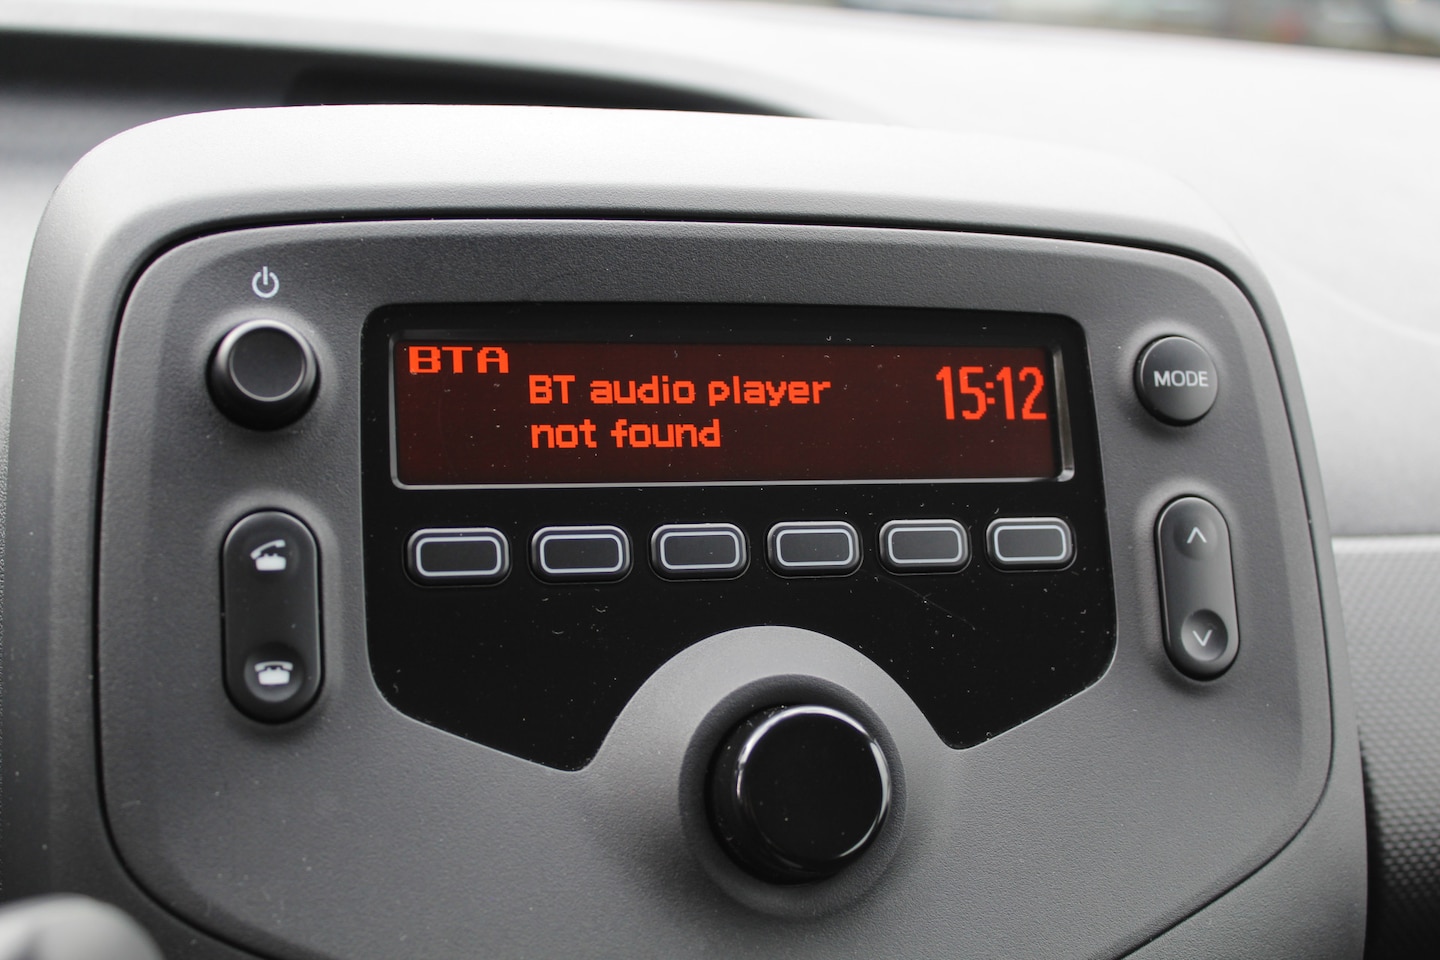 BTA
BT audio player
not found
15:12
MODE